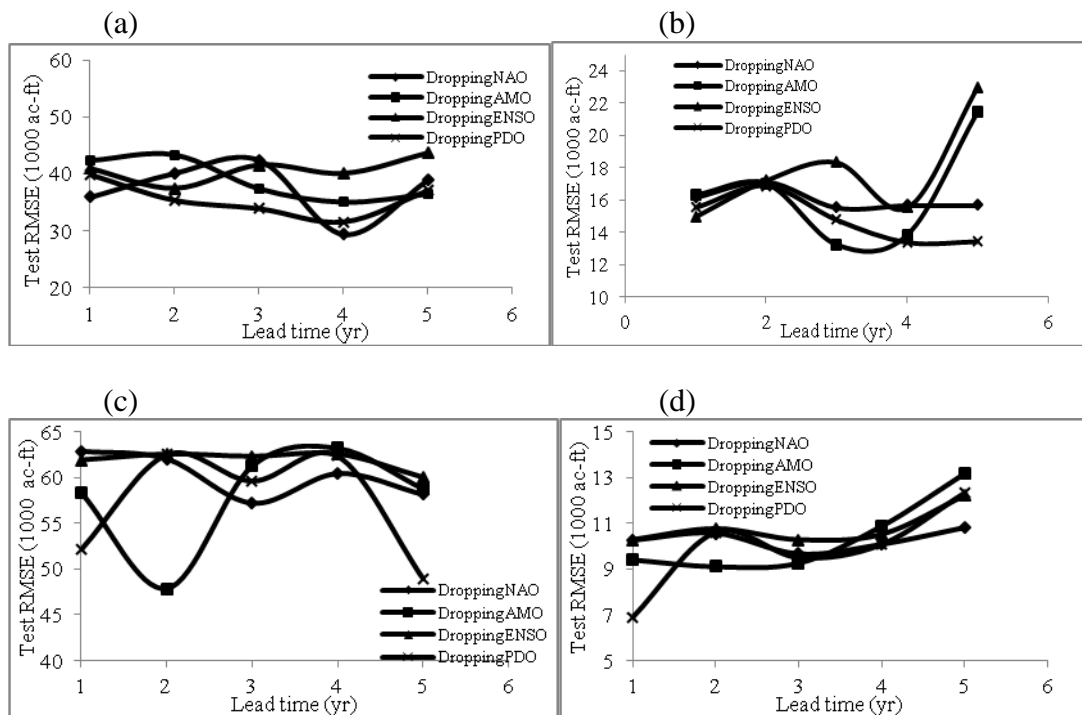 (a)
Test RMSE (1000 ac-ft)
60
50
40
30
20
DroppingNAO
DroppingAMO
DroppingENSO
DroppingPDO
1 2 3 4 5 6
Lead time (yr)
(b)
Test RMSE (1000 ac-ft)
24
22
20
18
16
14
12
10
DroppingNAO
DroppingAMO
DroppingENSO
DroppingPDO
0 2 4 6
Lead time (yr)
(c)
Test RMSE (1000 ac-ft)
65
60
55
50
45
40
DroppingNAO
DroppingAMO
DroppingENSO
DroppingPDO
1 2 3 4 5 6
Lead time (yr)
(d)
Test RMSE (1000 ac-ft)
15
13
11
9
7
5
DroppingNAO
DroppingAMO
DroppingENSO
DroppingPDO
1 2 3 4 5 6
Lead time (yr)